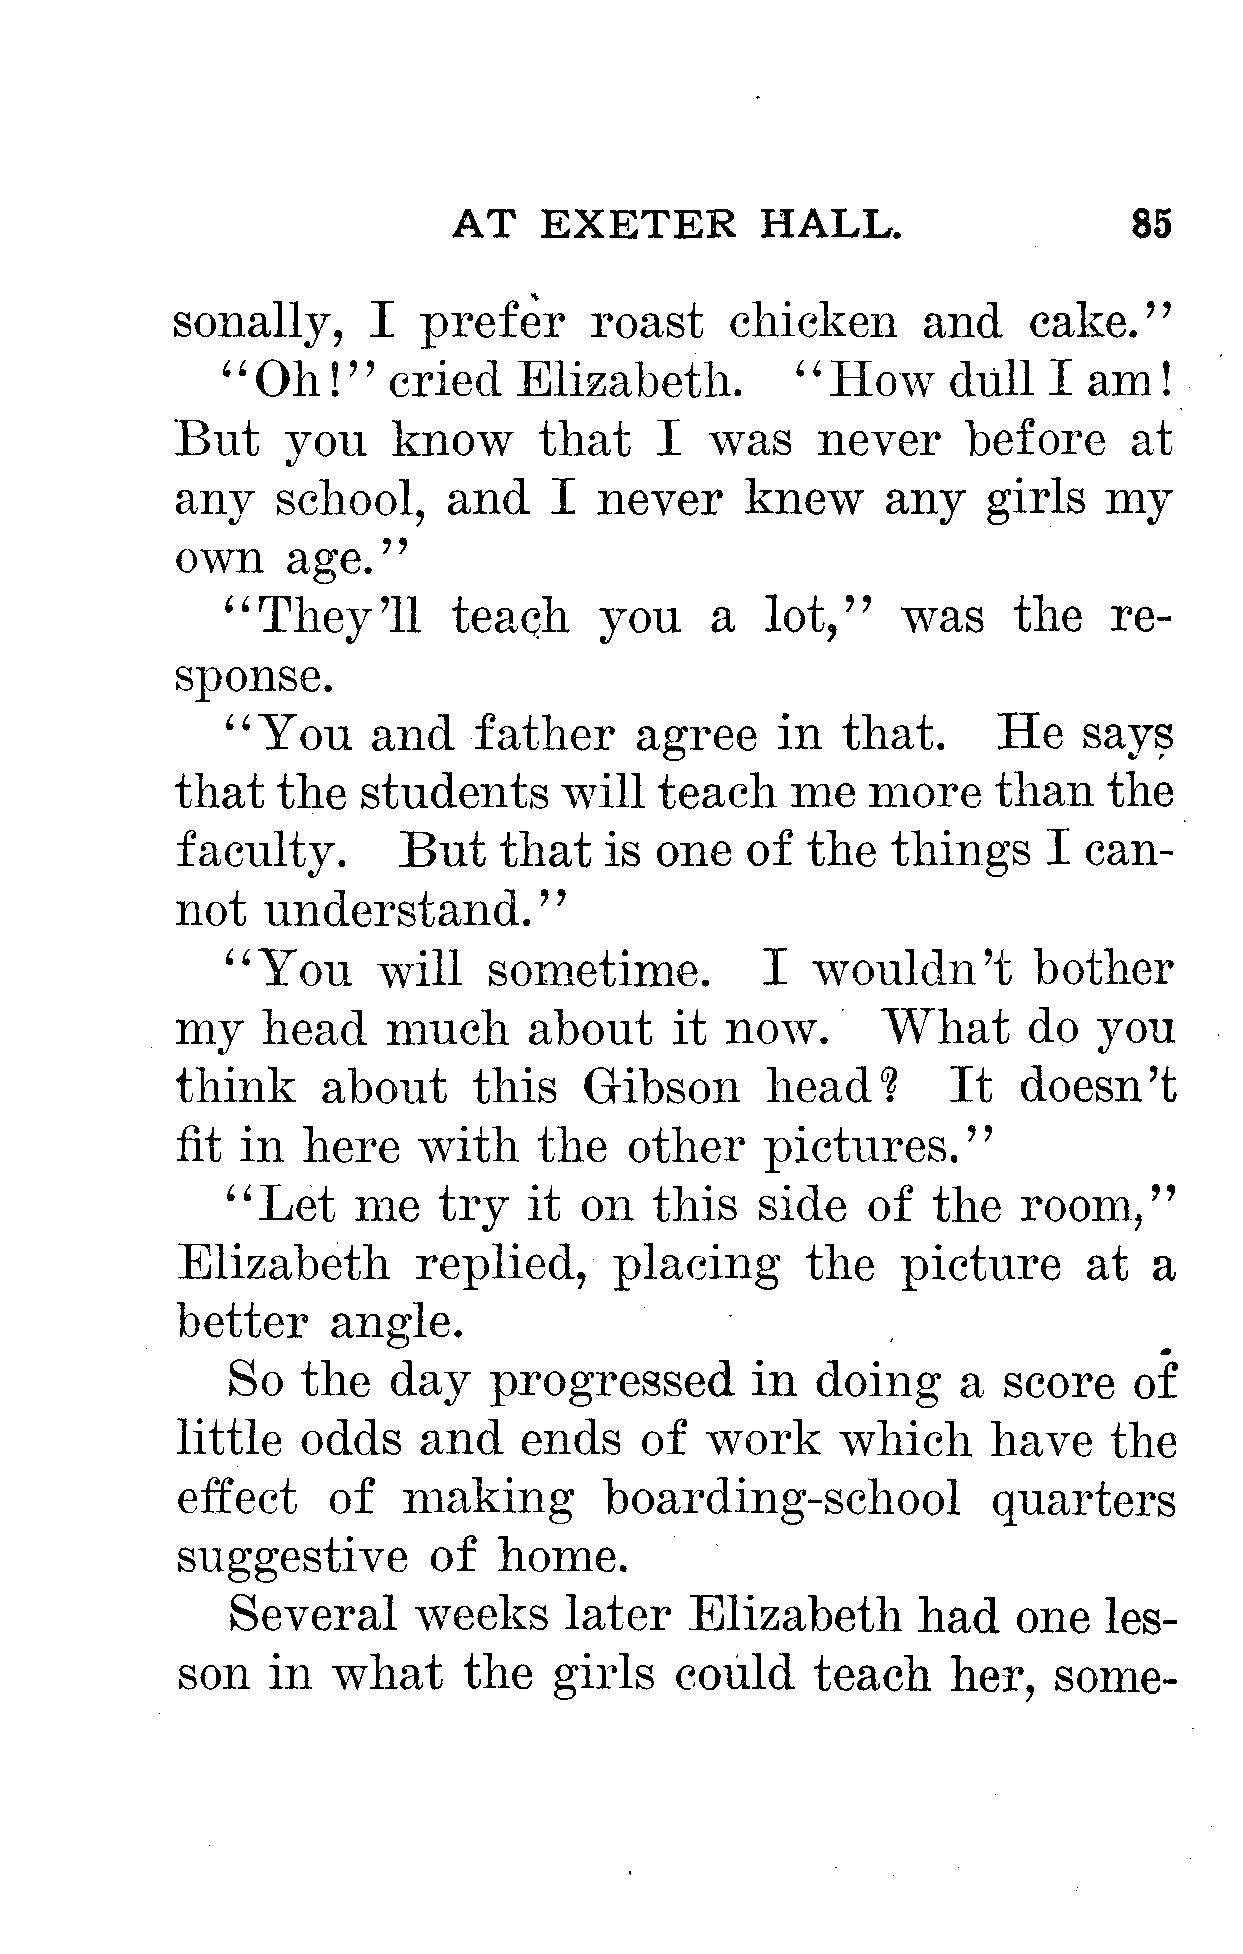 AT EXETER HALL. 85
sonally, I prefer roast chicken and cake."
"Oh!" cried Elizabeth. "How dull I am!
But you know that I was never before at
any school, and I never knew any girls my
own age."
"They'll teach you a lot," was the re-
sponse.
"You and father agree in that. He says
that the students will teach me more than the
faculty. But that is one of the things I can-
not understand."
"You will sometime. I wouldn't bother
my head much about it now. What do you
think about this Gibson head? It doesn't
fit in here with the other pictures."
"Let me try it on this side of the room,"
Elizabeth replied, placing the picture at a
better angle.
So the day progressed in doing a score of
little odds and ends of work which have the
effect of making boarding-school quarters
suggestive of home.
Several weeks later Elizabeth had one les-
son in what the girls could teach her, some-